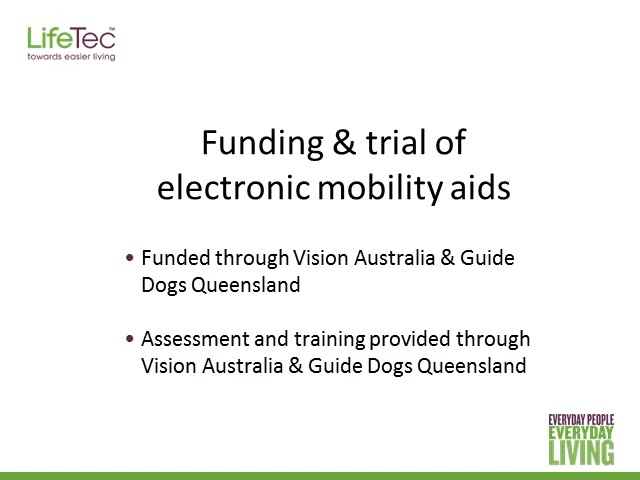 LifeTec™
towards easier living
Funding & trial of
electronic mobility aids
• Funded through Vision Australia & Guide
Dogs Queensland
• Assessment and training provided through
Vision Australia & Guide Dogs Queensland
EVERYDAY PEOPLE
EVERYDAY
LIVING